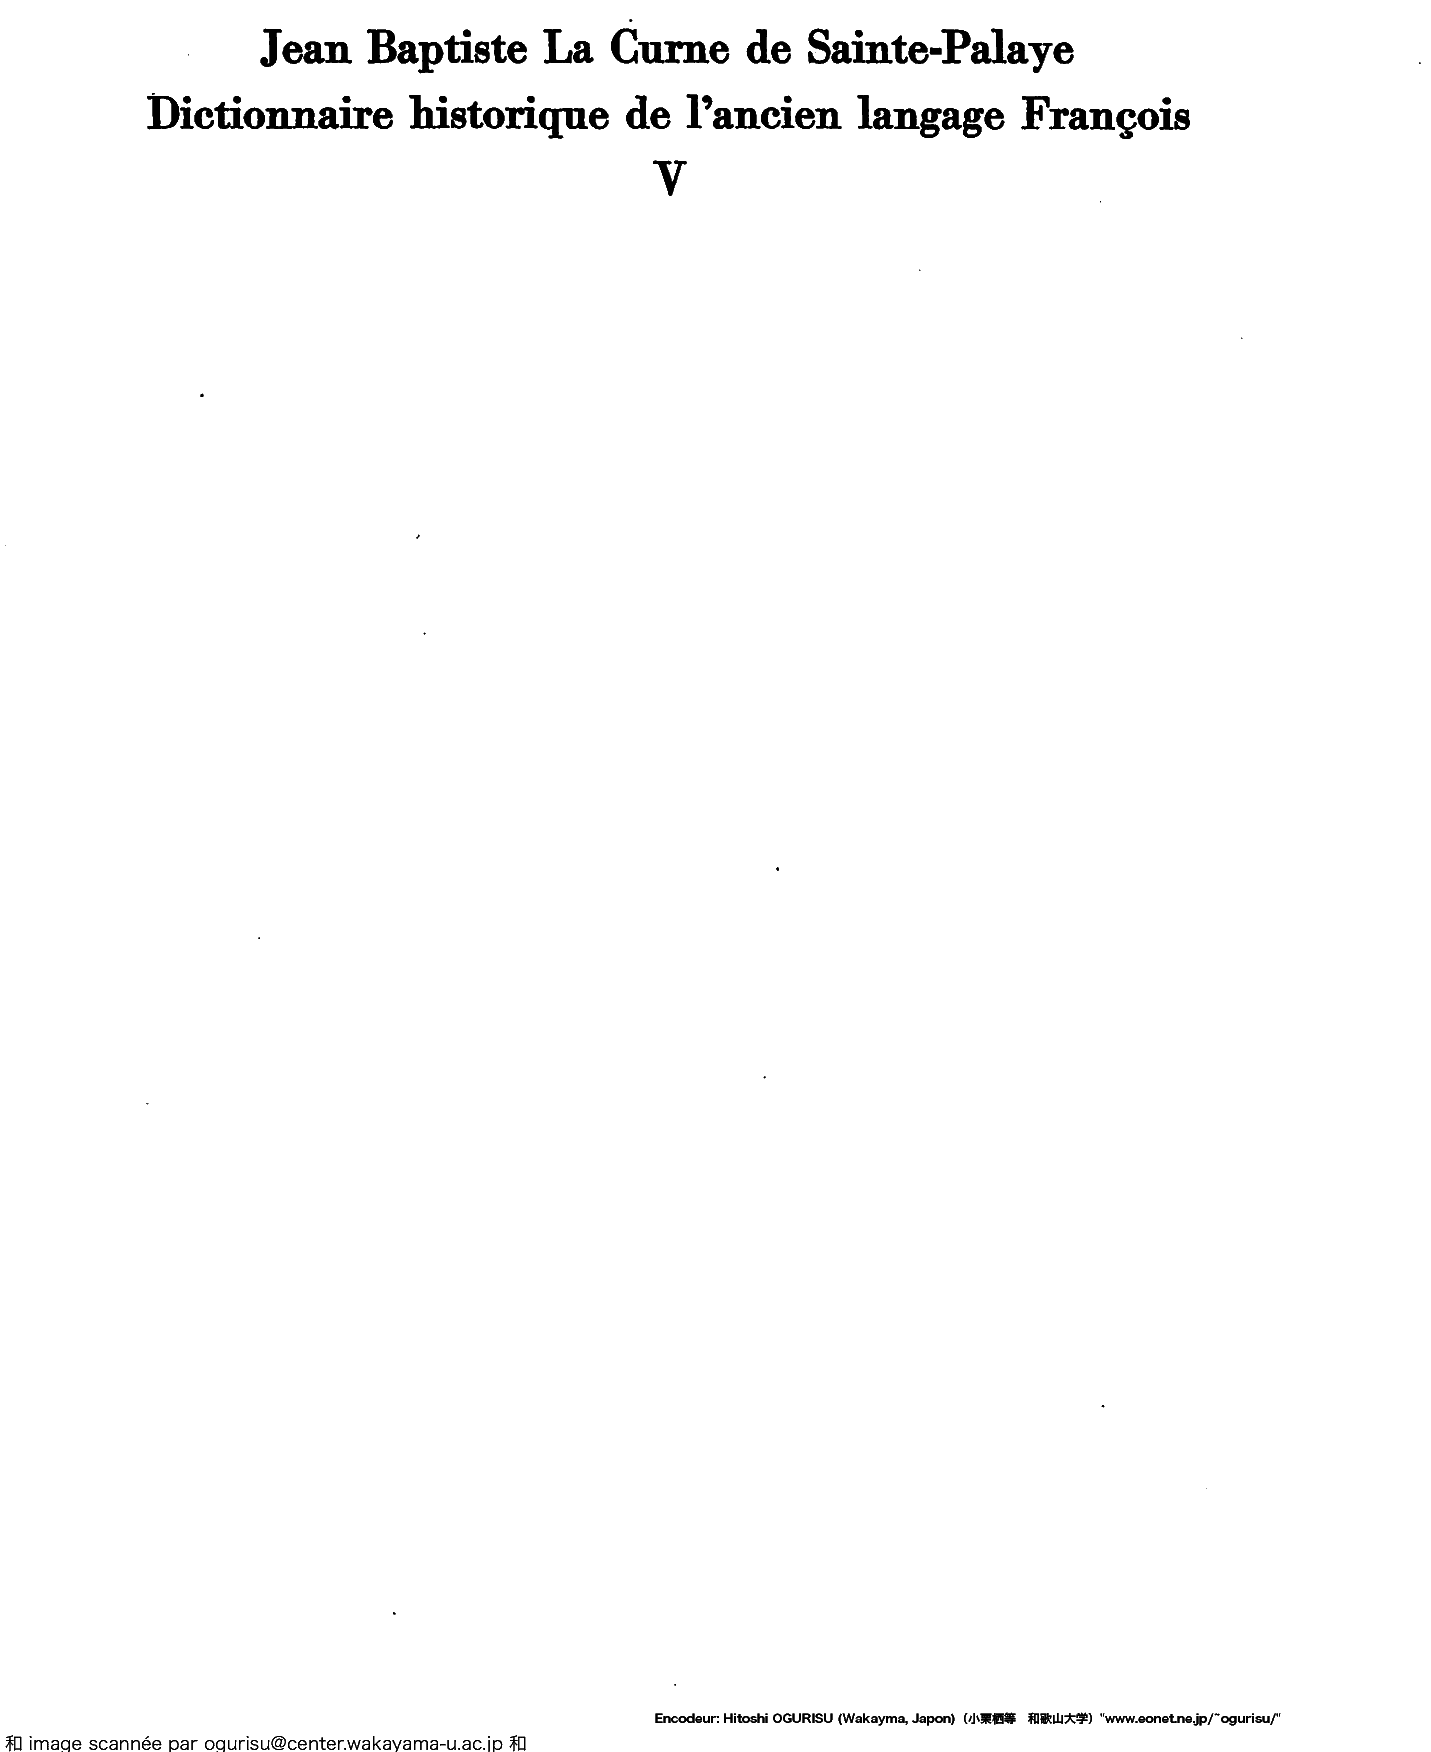 Jean Baptiste La Curne de Sainte-Palaye
Dictionnaire historique de l'ancien langage François
V
Encodeur: Hitoshi OGURISU (Wakayma, Japon) (小栗栖等 和歌山大学) "www.eonet.ne.jp/~ogurisu/"
和 image scannée par ogurisu@center.wakayama-u.ac.jp 和